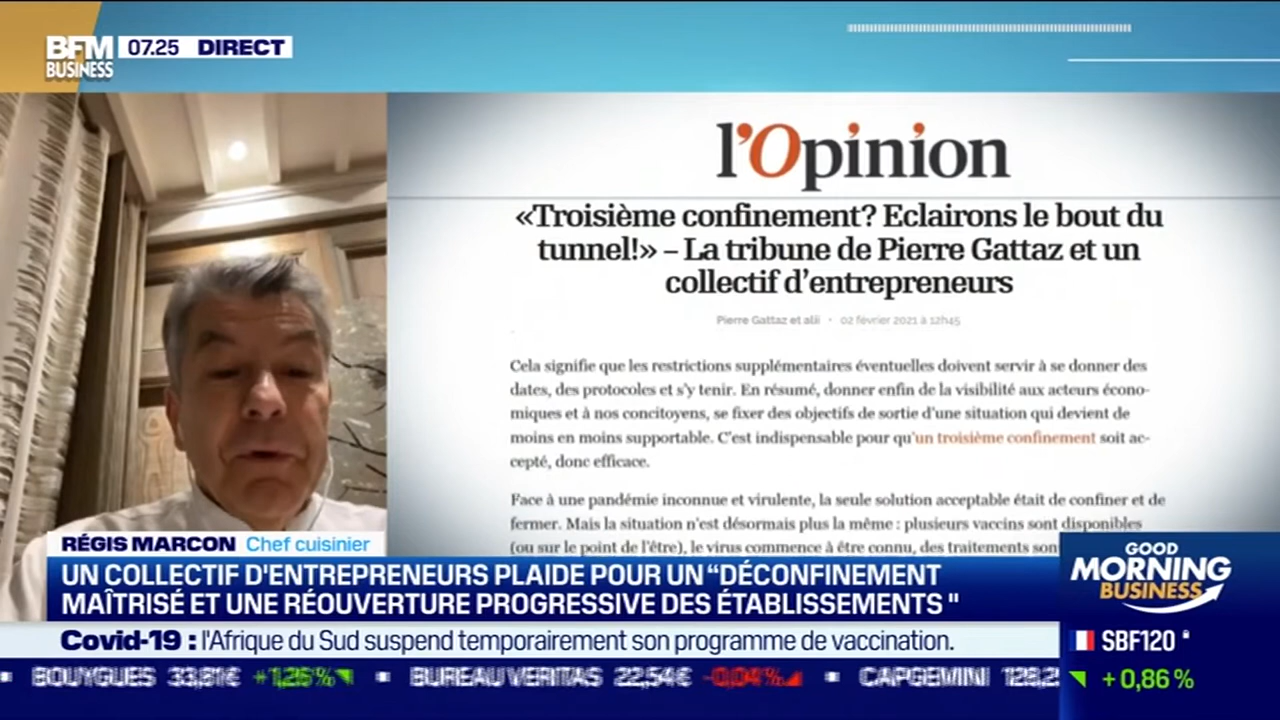 BFM
BUSINESS
07.25 DIRECT
l'Opinion
«Troisième confinement? Eclairons le bout du
tunnel!» – La tribune de Pierre Gattaz et un
collectif d'entrepreneurs
Pierre Gattaz et alii • 02 février 2021 à 12h45
Cela signifie que les restrictions supplémentaires éventuelles doivent servir à se donner des
dates, des protocoles et s'y tenir. En résumé, donner enfin de la visibilité aux acteurs écono-
miques et à nos concitoyens, se fixer des objectifs de sortie d'une situation qui devient de
moins en moins supportable. C'est indispensable pour qu'un troisième confinement soit ac-
cepté, donc efficace.
Face à une pandémie inconnue et virulente, la seule solution acceptable était de confiner et de
fermer. Mais la situation n'est désormais plus la même : plusieurs vaccins sont disponibles
(ou sur le point de l'être), le virus commence à être connu, des traitements son
RÉGIS MARCON Chef cuisinier
UN COLLECTIF D'ENTREPRENEURS PLAIDE POUR UN “DÉCONFINEMENT
MAÎTRISÉ ET UNE RÉOUVERTURE PROGRESSIVE DES ÉTABLISSEMENTS "
GOOD
MORNING
BUSINESS
Covid-19 : l'Afrique du Sud suspend temporairement son programme de vaccination.
SBF120
+0,86%
BOUYGUES 33,61€ +1,26% BUREAU VERITAS 22,54€ -0,04% CAPGEMINI